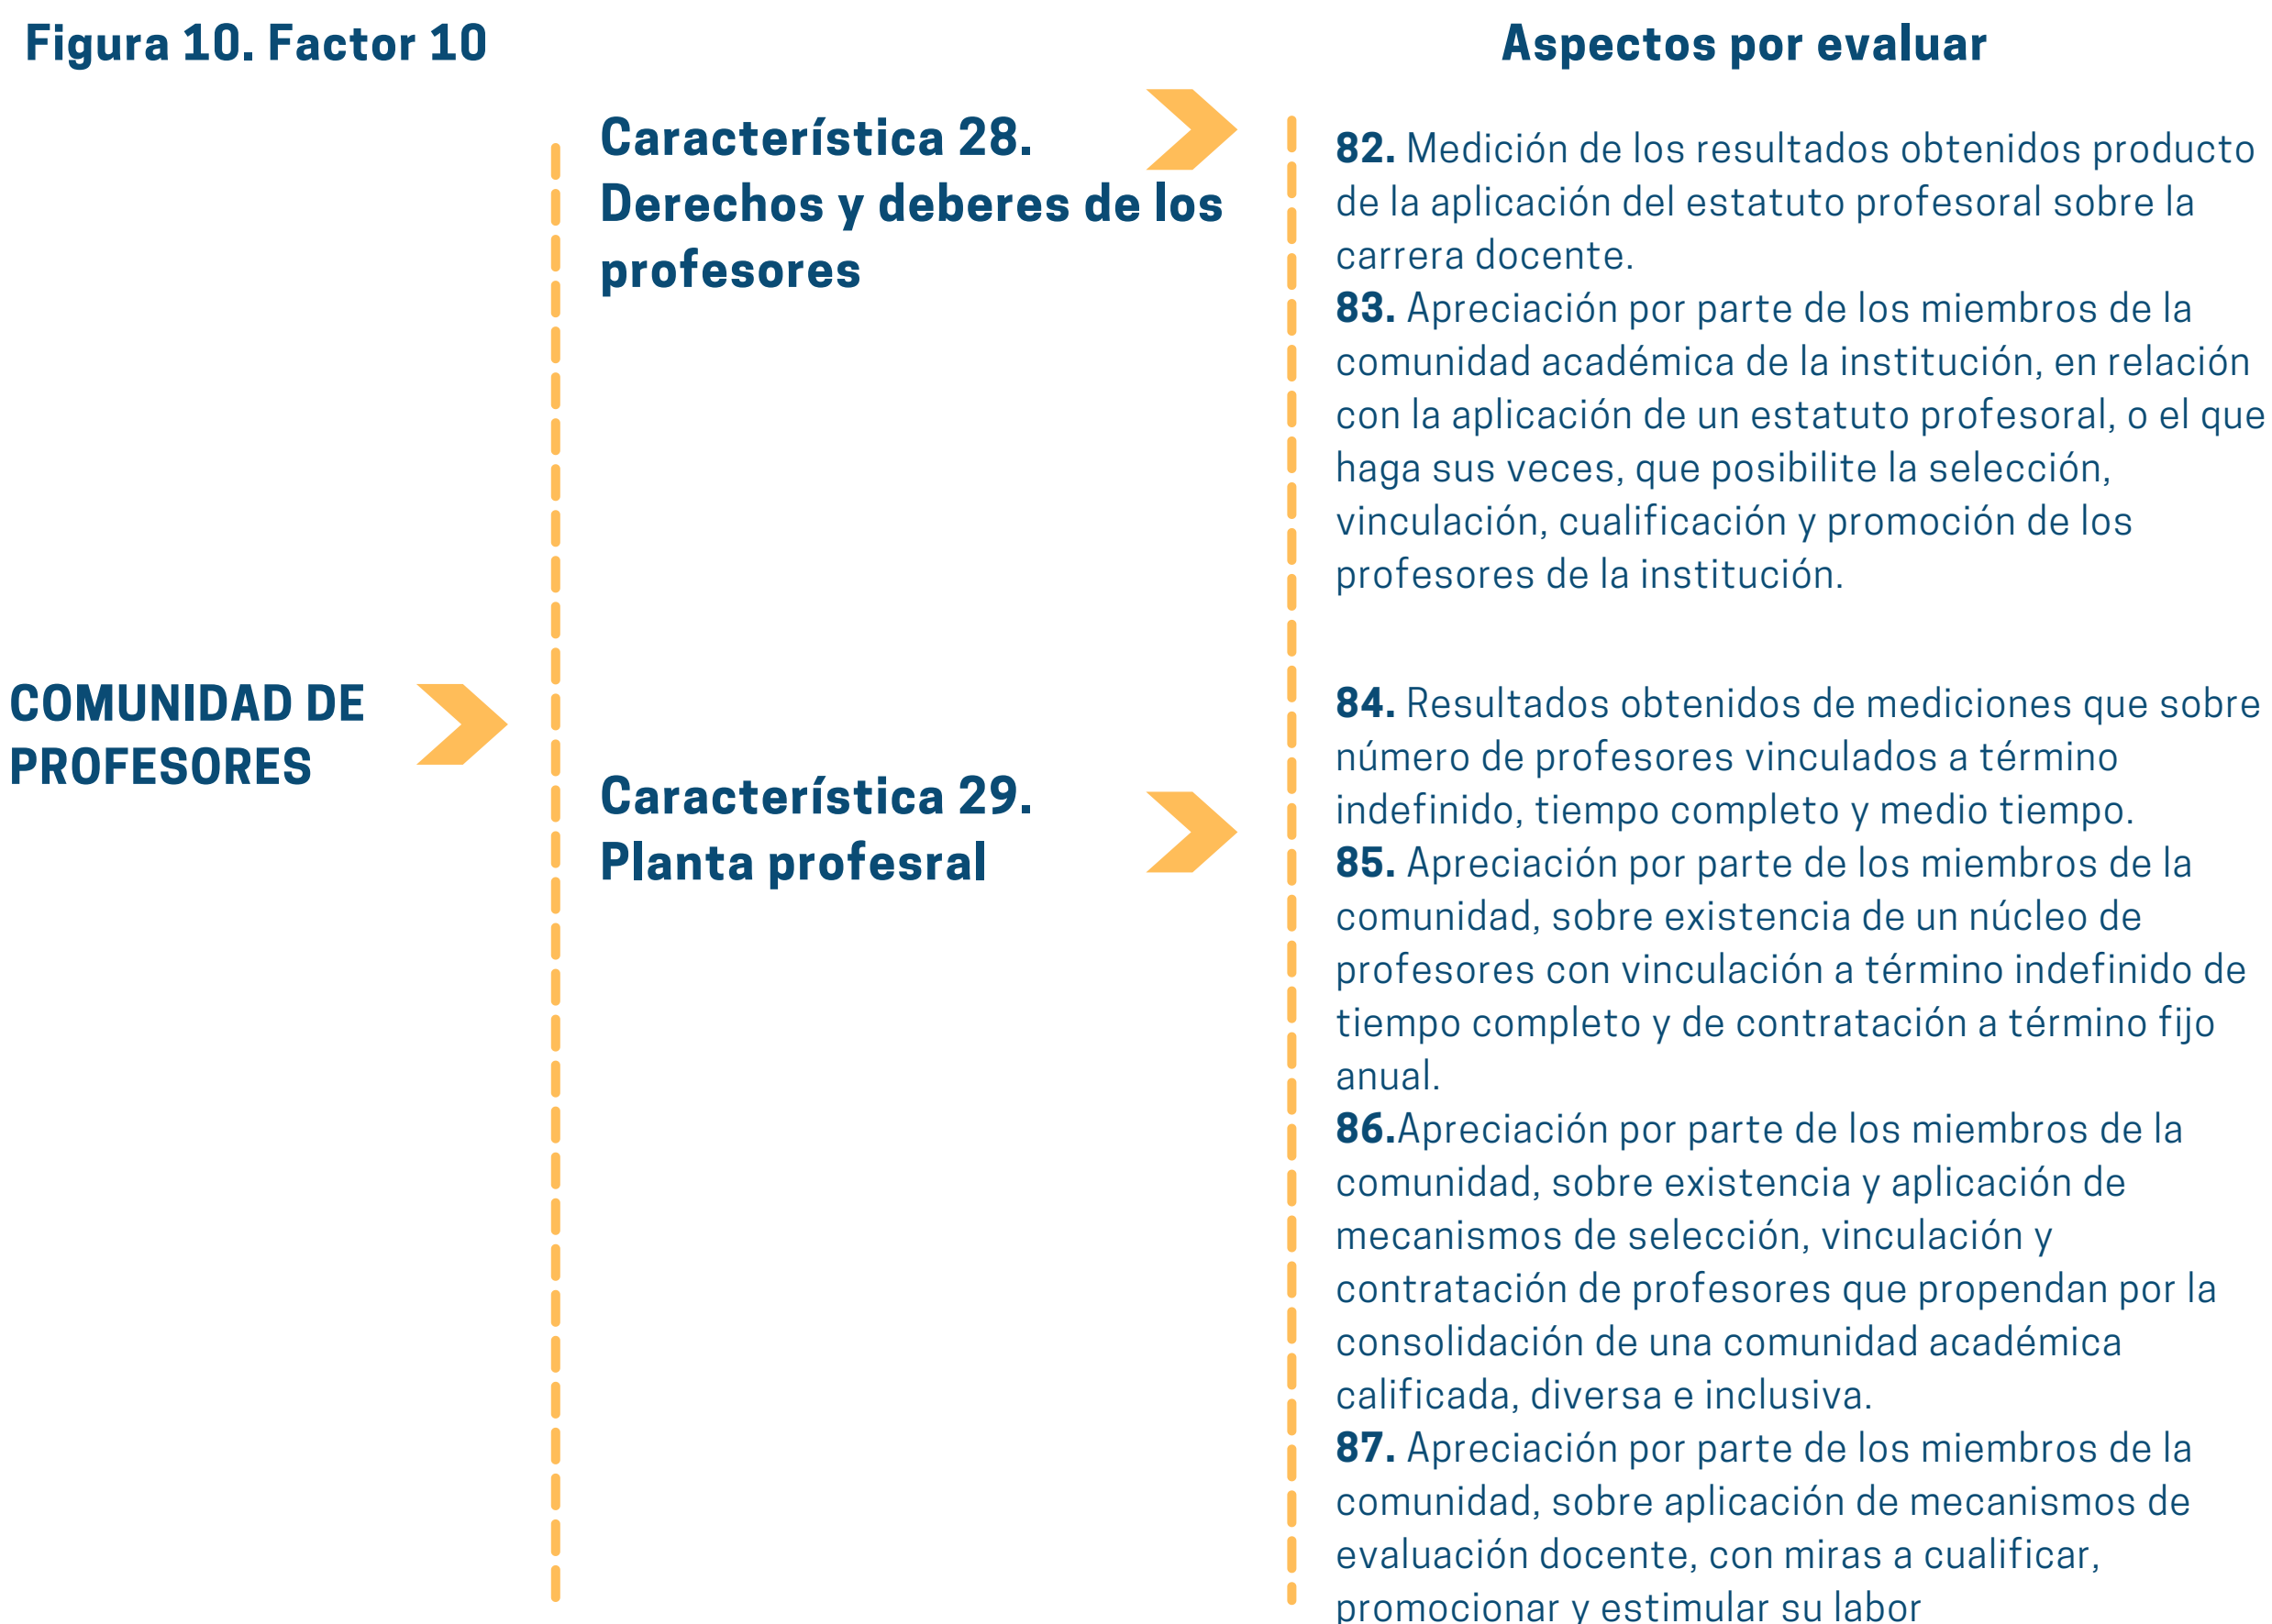 Figura 10. Factor 10
Aspectos por evaluar
COMUNIDAD DE
PROFESORES
Característica 28.
Derechos y deberes de los
profesores
82. Medición de los resultados obtenidos producto
de la aplicación del estatuto profesoral sobre la
carrera docente.
83. Apreciación por parte de los miembros de la
comunidad académica de la institución, en relación
con la aplicación de un estatuto profesoral, o el que
haga sus veces, que posibilite la selección,
vinculación, cualificación y promoción de los
profesores de la institución.
Característica 29.
Planta profesral
84. Resultados obtenidos de mediciones que sobre
número de profesores vinculados a término
indefinido, tiempo completo y medio tiempo.
85. Apreciación por parte de los miembros de la
comunidad, sobre existencia de un núcleo de
profesores con vinculación a término indefinido de
tiempo completo y de contratación a término fijo
anual.
86.Apreciación por parte de los miembros de la
comunidad, sobre existencia y aplicación de
mecanismos de selección, vinculación y
contratación de profesores que propendan por la
consolidación de una comunidad académica
calificada, diversa e inclusiva.
87. Apreciación por parte de los miembros de la
comunidad, sobre aplicación de mecanismos de
evaluación docente, con miras a cualificar,
promocionar y estimular su labor